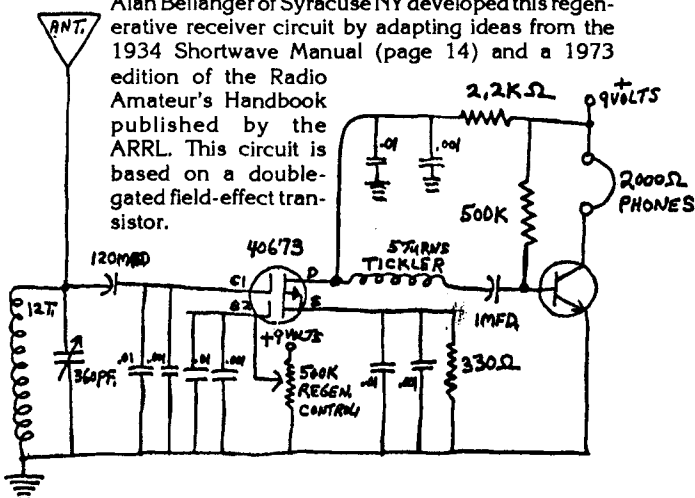 Alan Bellanger of Syracuse NY developed this regen-
erative receiver circuit by adapting ideas from the
1934 Shortwave Manual (page 14) and a 1973
edition of the Radio
Amateur's Handbook
published by the
ARRL. This circuit is
based on a double-
gated field-effect tran-
sistor.
ANT.
2,2KΩ
+
9VOLTS
.01
.001
500K
2000Ω
PHONES
40673
120MFD
5 TURNS
TICKLER
G1
D
G2
S
12T.
360PF.
.01
.001
.01
.001
+9VOLTS
500K
REGEN.
CONTROL
1MFD.
.01
.001
330Ω